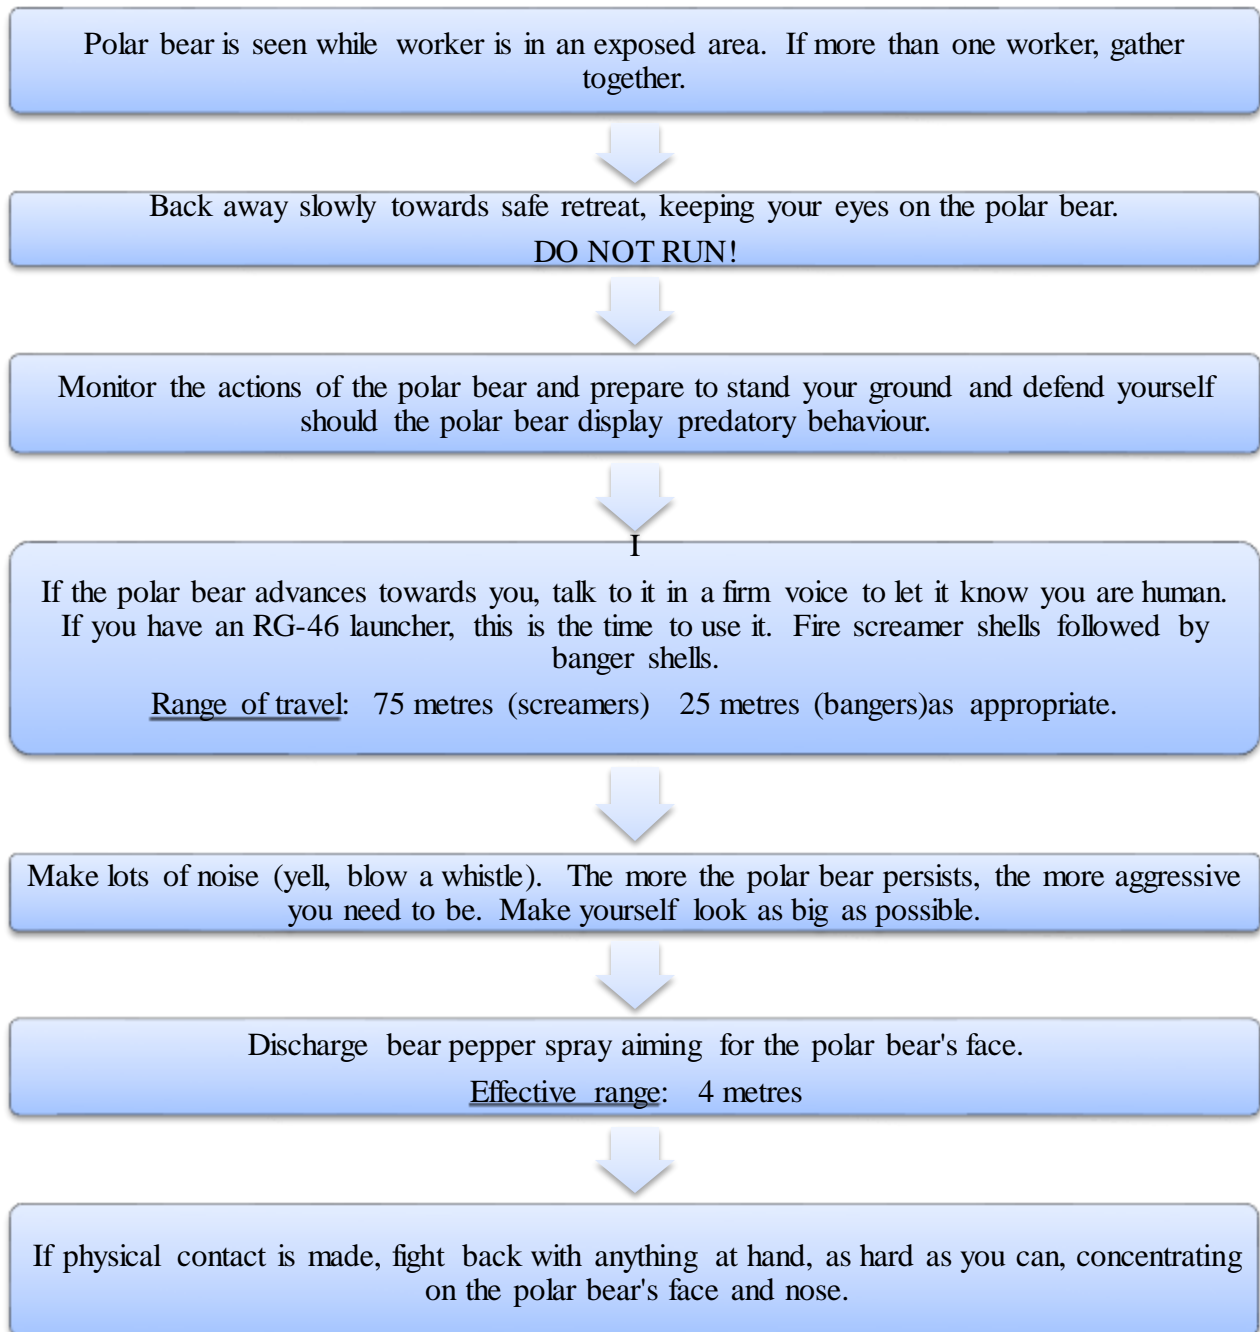 Polar bear is seen while worker is in an exposed area. If more than one worker, gather
together.
Back away slowly towards safe retreat, keeping your eyes on the polar bear.
DO NOT RUN!
Monitor the actions of the polar bear and prepare to stand your ground and defend yourself
should the polar bear display predatory behaviour.
I
If the polar bear advances towards you, talk to it in a firm voice to let it know you are human.
If you have an RG-46 launcher, this is the time to use it. Fire screamer shells followed by
banger shells.
Range of travel: 75 metres (screamers) 25 metres (bangers)as appropriate.
Make lots of noise (yell, blow a whistle). The more the polar bear persists, the more aggressive
you need to be. Make yourself look as big as possible.
Discharge bear pepper spray aiming for the polar bear's face.
Effective range: 4 metres
If physical contact is made, fight back with anything at hand, as hard as you can, concentrating
on the polar bear's face and nose.